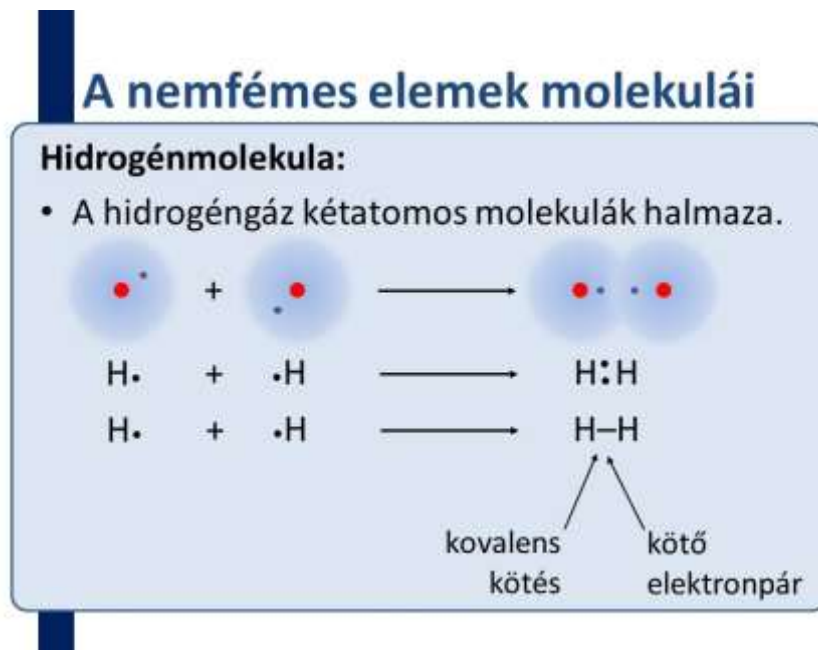 A nemfémes elemek molekulái
Hidrogénmolekula:
• A hidrogéngáz kétatomos molekulák halmaza.
+
H• + •H H:H
H• + •H H–H
kovalens kötő
kötés elektronpár